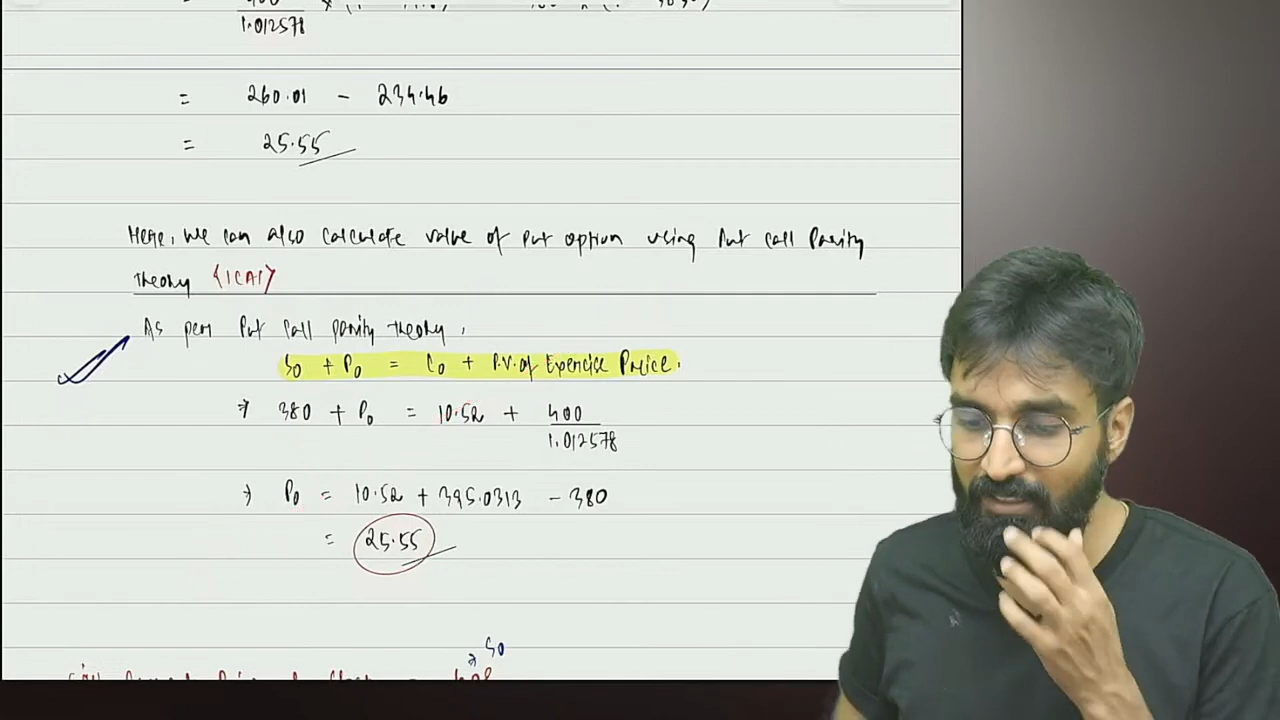 =
1.012578
= 260.01 - 234.46
= 25.55
Here, we can also calculate value of put option using Put Call Parity
Theory {ICAI}
As per Put Call parity theory,
S0 + P0 = C0 + P.V. of Exercise Price.
⇒ 380 + P0 = 10.52 + 400
1.012578
⇒ P0 = 10.52 + 395.0313 - 380
= 25.55
⇒ S0